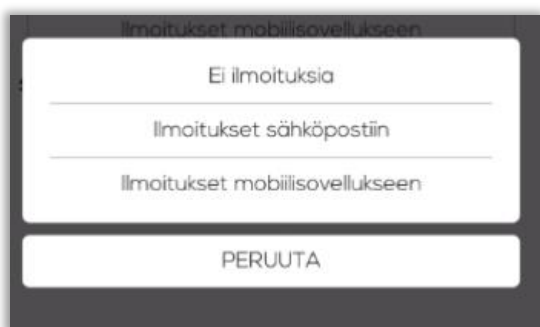 Ilmoitukset mobiilisovellukseen
Ei ilmoituksia
Ilmoitukset sähköpostiin
Ilmoitukset mobiilisovellukseen
PERUUTA